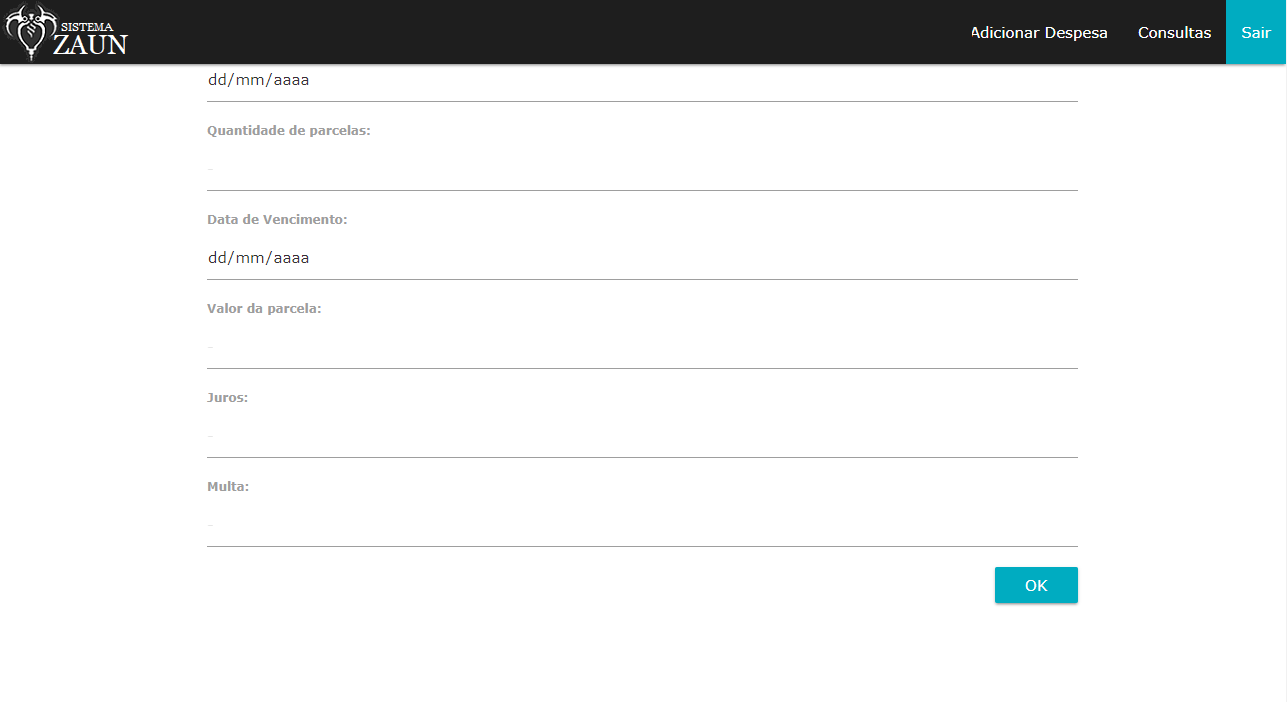 SISTEMA
ZAUN
Adicionar Despesa
Consultas
Sair
dd/mm/aaaa
Quantidade de parcelas:
Data de Vencimento:
dd/mm/aaaa
Valor da parcela:
Juros:
Multa:
OK